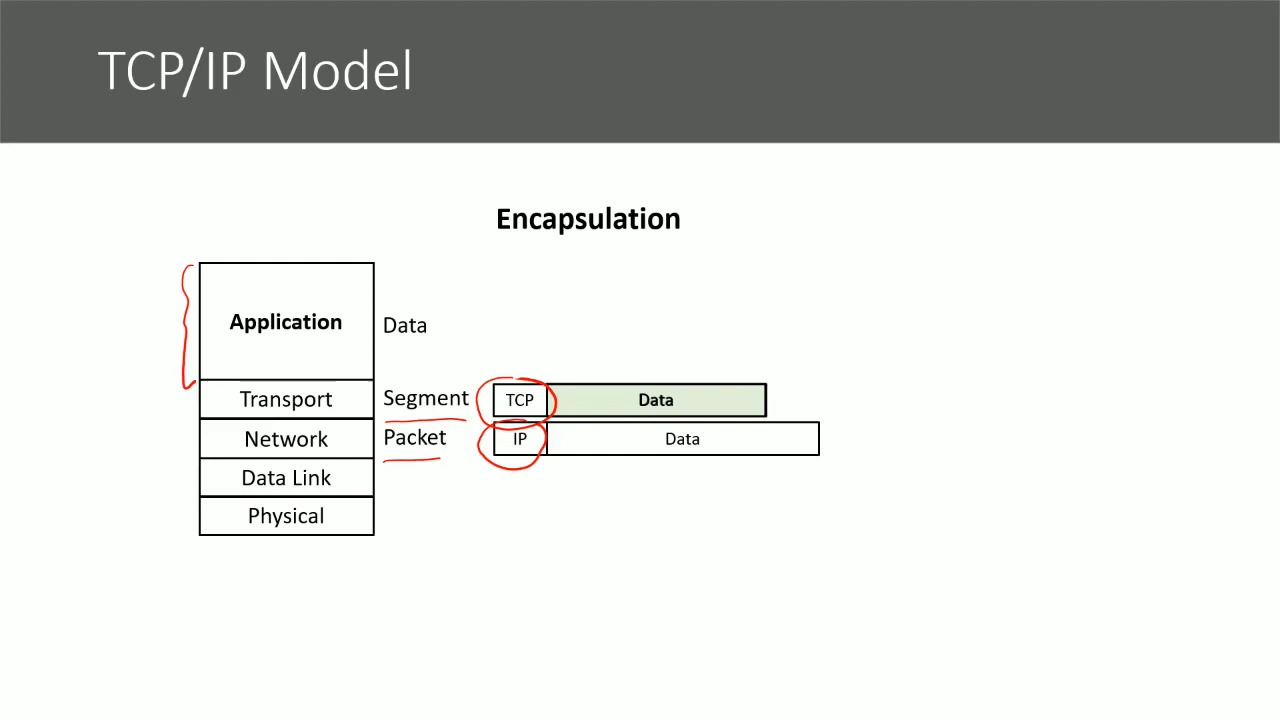 TCP/IP Model
Encapsulation
Application Data
Transport Segment TCP Data
Network Packet IP Data
Data Link
Physical